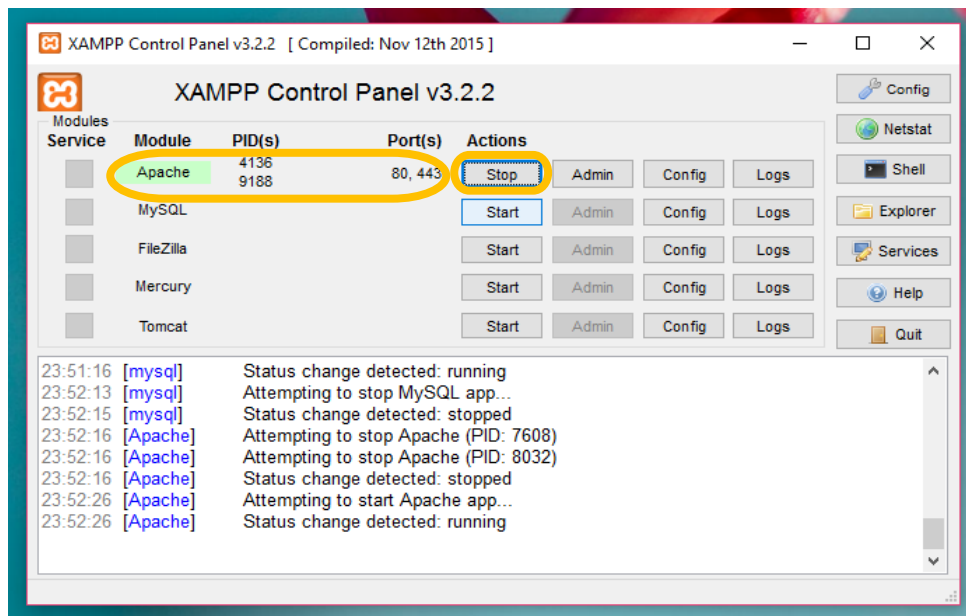 XAMPP Control Panel v3.2.2 [ Compiled: Nov 12th 2015 ]
XAMPP Control Panel v3.2.2
Config
Modules
Netstat
Service Module PID(s) Port(s) Actions
Apache 4136 9188 80, 443 Stop Admin Config Logs
Shell
MySQL Start Admin Config Logs
Explorer
FileZilla Start Admin Config Logs
Services
Mercury Start Admin Config Logs
Help
Tomcat Start Admin Config Logs
Quit
23:51:16 [mysql] Status change detected: running
23:52:13 [mysql] Attempting to stop MySQL app...
23:52:15 [mysql] Status change detected: stopped
23:52:16 [Apache] Attempting to stop Apache (PID: 7608)
23:52:16 [Apache] Attempting to stop Apache (PID: 8032)
23:52:16 [Apache] Status change detected: stopped
23:52:26 [Apache] Attempting to start Apache app...
23:52:26 [Apache] Status change detected: running